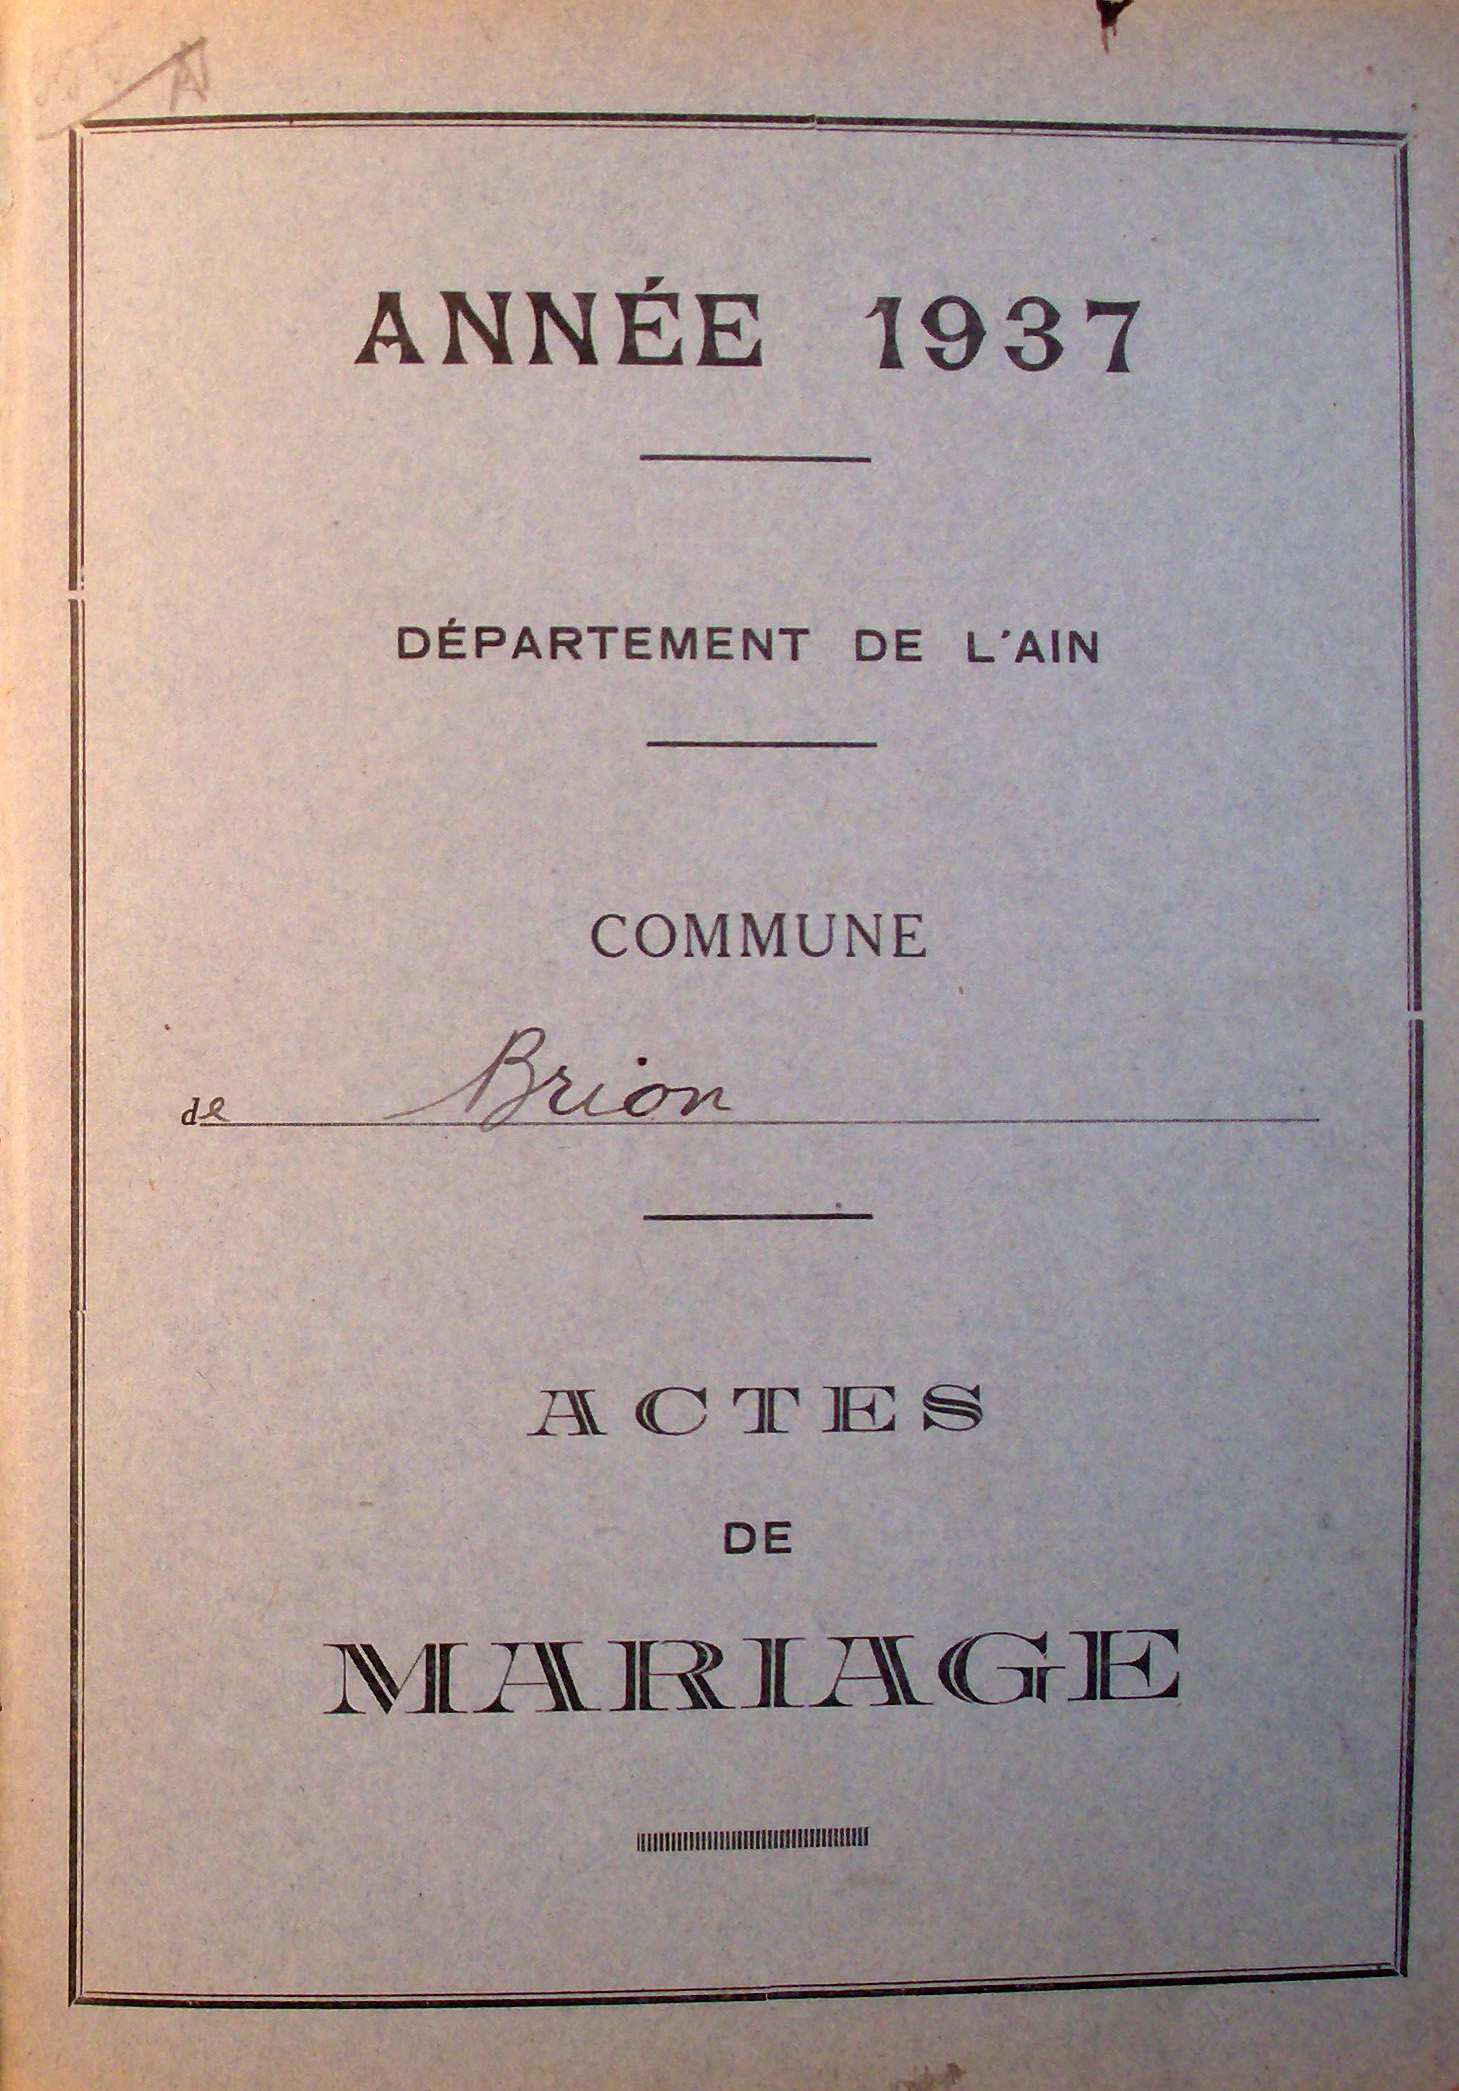 ANNÉE 1937
DÉPARTEMENT DE L'AIN
COMMUNE
de Brion
ACTES
DE
MARIAGE